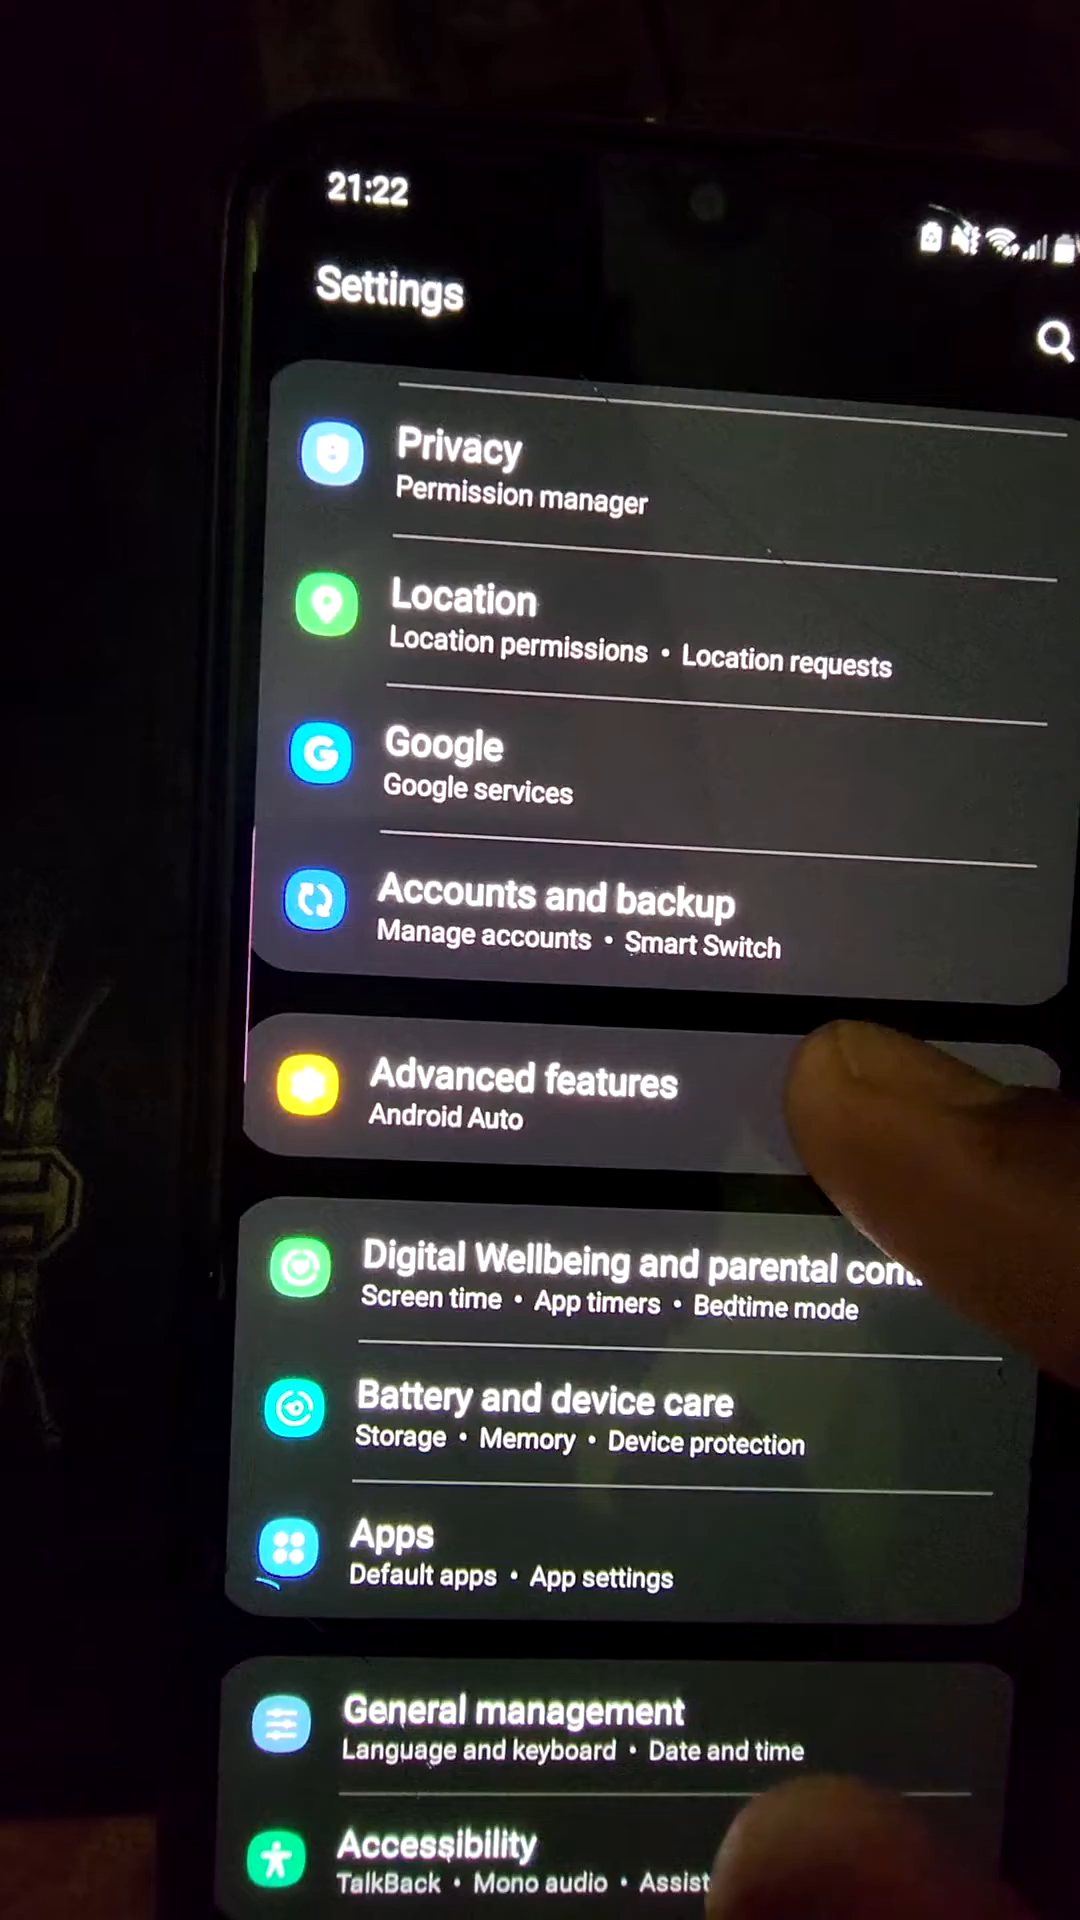 21:22
Settings
Privacy
Permission manager
Location
Location permissions • Location requests
Google
Google services
Accounts and backup
Manage accounts • Smart Switch
Advanced features
Android Auto
Digital Wellbeing and parental
Screen time • App timers • Bedtime mode
Battery and device care
Storage • Memory • Device protection
Apps
Default apps • App settings
General management
Language and keyboard • Date and time
Accessibility
TalkBack • Mono audio • Assist